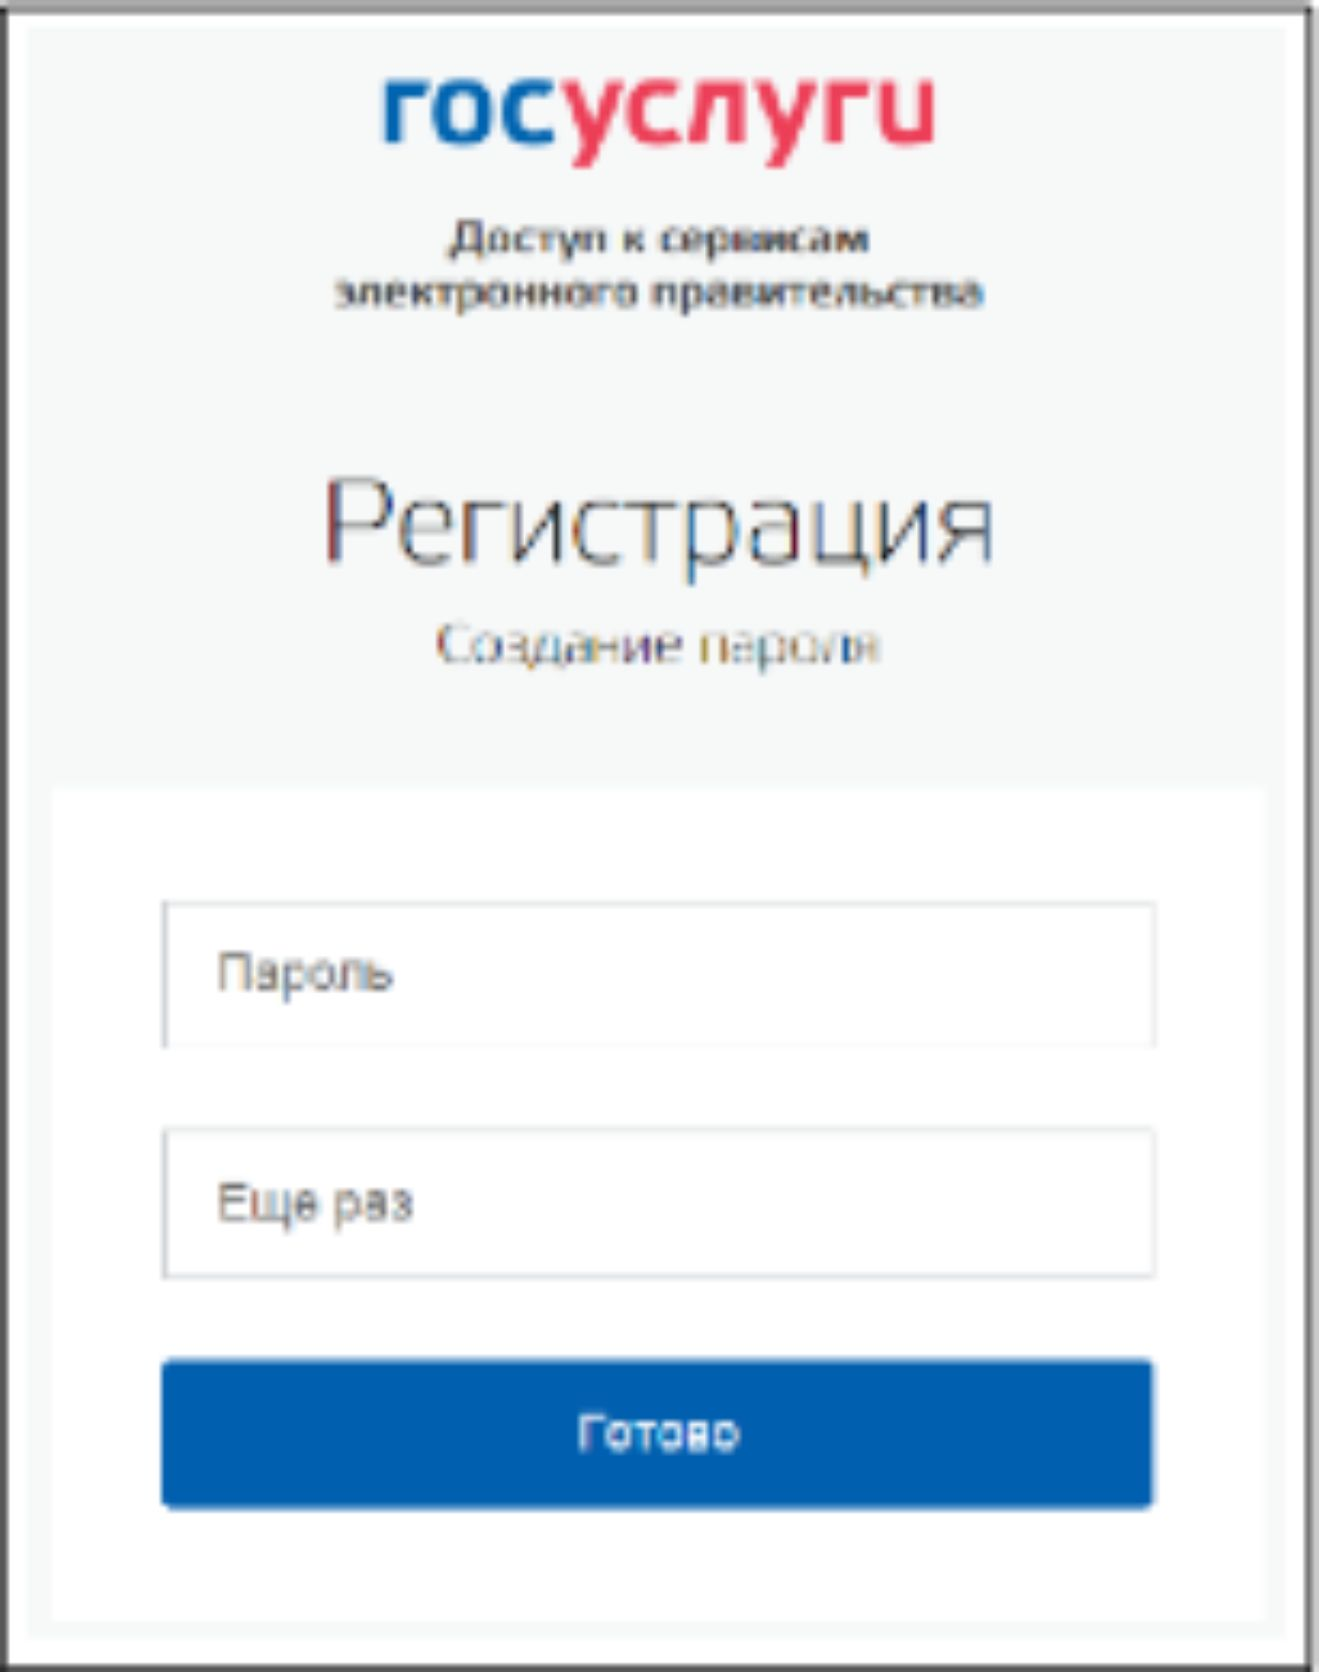 госуслуги
Доступ к сервисам
электронного правительства
Регистрация
Создание пароля
Пароль
Еще раз
Готово